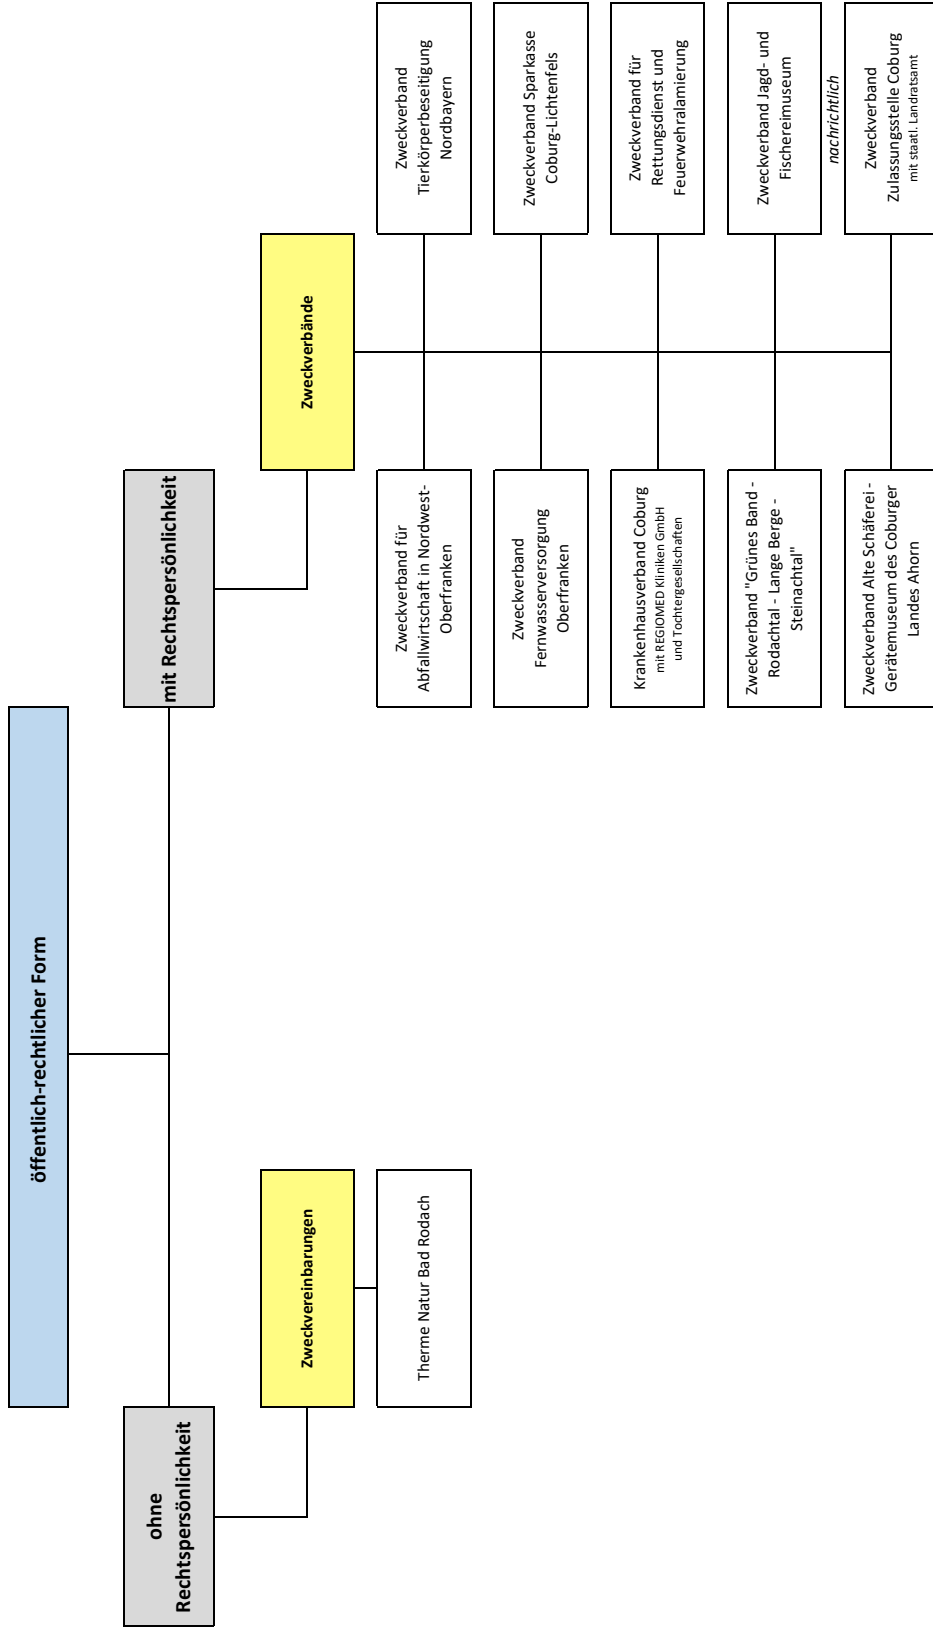 öffentlich-rechtlicher Form
ohne
Rechtspersönlichkeit
mit Rechtspersönlichkeit
Zweckvereinbarungen
Zweckverbände
Therme Natur Bad Rodach
Zweckverband für
Abfallwirtschaft in Nordwest-
Oberfranken
Zweckverband
Tierkörperbeseitigung
Nordbayern
Zweckverband
Fernwasserversorgung
Oberfranken
Zweckverband Sparkasse
Coburg-Lichtenfels
Krankenhausverband Coburg
mit REGIOMED Kliniken GmbH
und Tochtergesellschaften
Zweckverband für
Rettungsdienst und
Feuerwehralamierung
Zweckverband "Grünes Band -
Rodachtal - Lange Berge -
Steinachtal"
Zweckverband Jagd- und
Fischereimuseum
nachrichtlich
Zweckverband Alte Schäferei -
Gerätemuseum des Coburger
Landes Ahorn
Zweckverband
Zulassungsstelle Coburg
mit staatl. Landratsamt